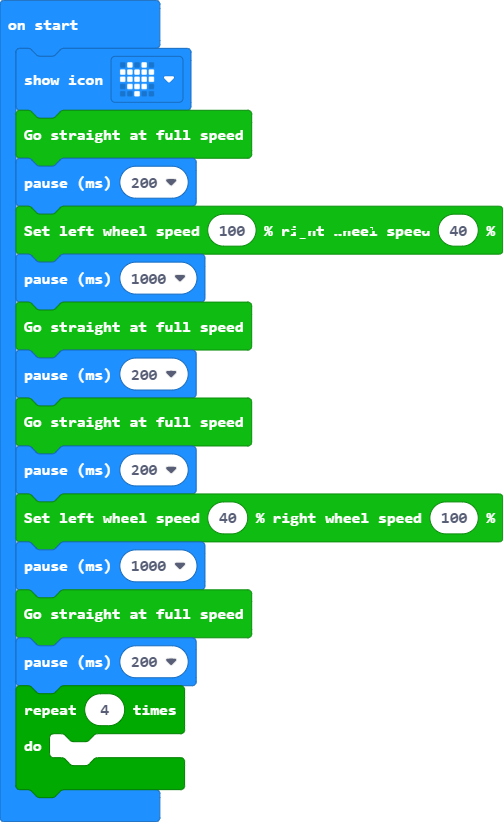 on start
show icon
Go straight at full speed
pause (ms) 200
Set left wheel speed 100 % speed 40 %
pause (ms) 1000
Go straight at full speed
pause (ms) 200
Go straight at full speed
pause (ms) 200
Set left wheel speed 40 % right wheel speed 100 %
pause (ms) 1000
Go straight at full speed
pause (ms) 200
repeat 4 times
do